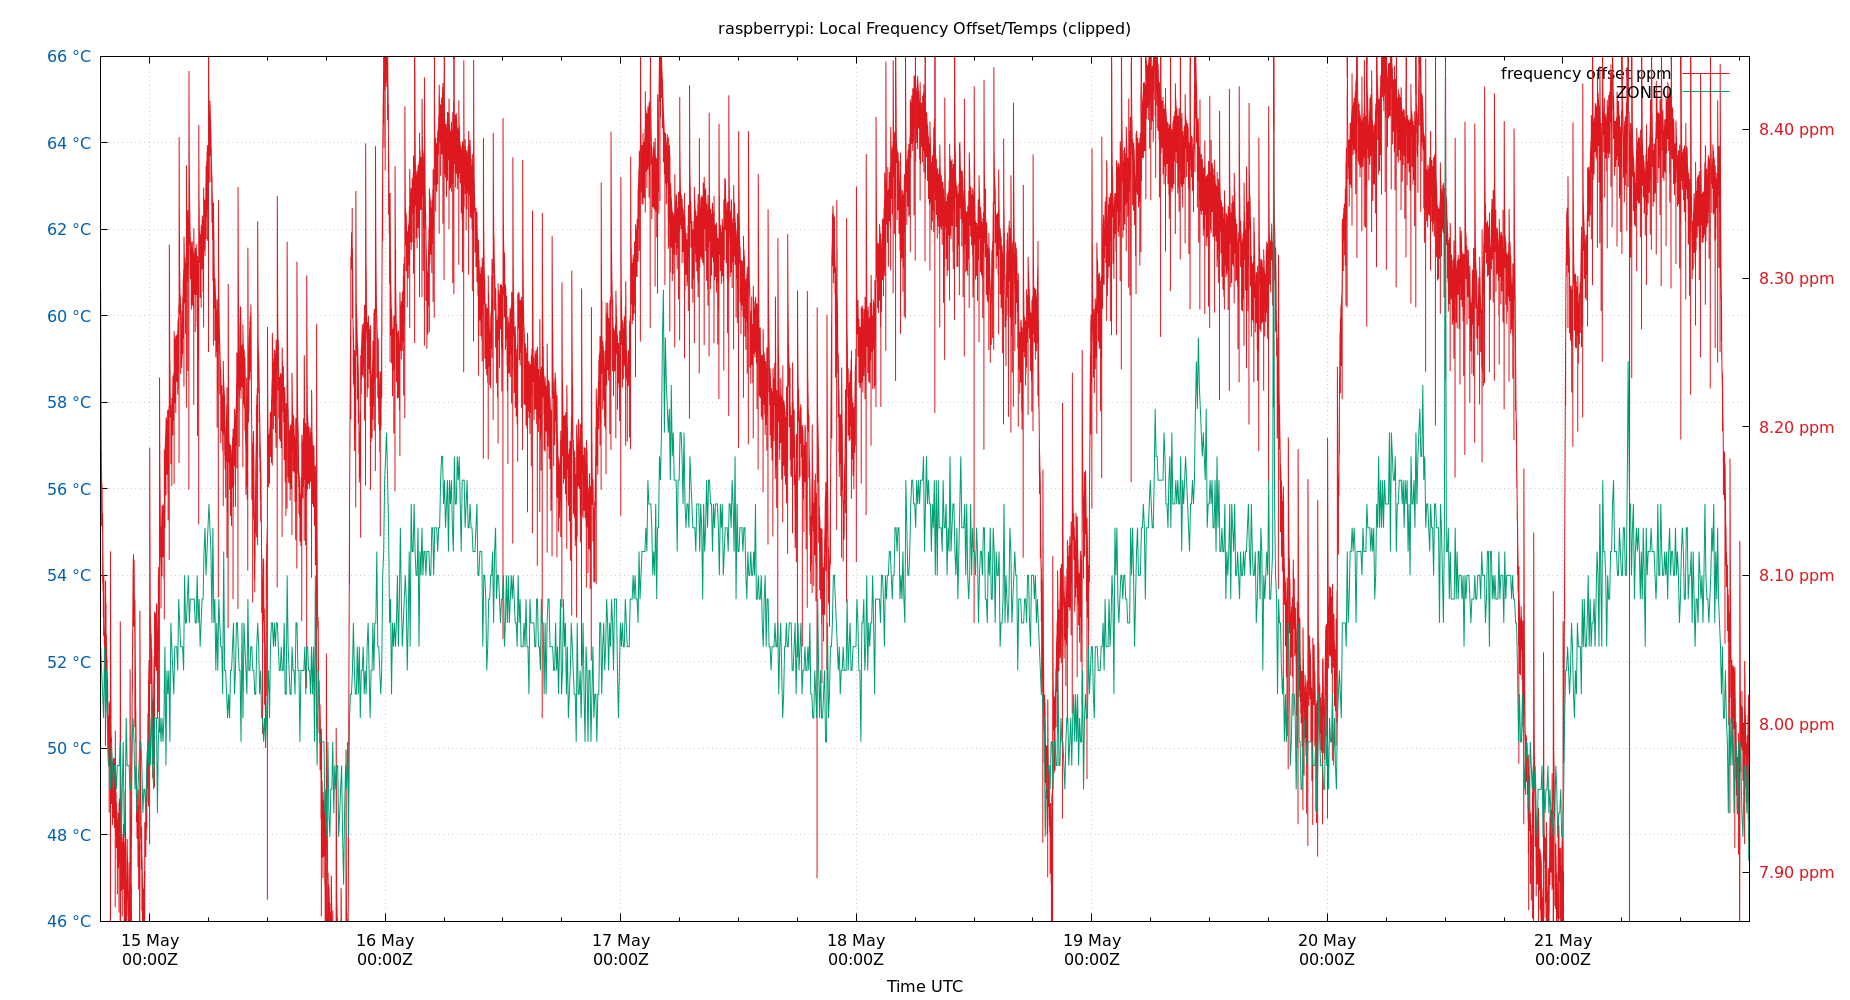 raspberrypi: Local Frequency Offset/Temps (clipped)
66 °C
64 °C
62 °C
60 °C
58 °C
56 °C
54 °C
52 °C
50 °C
48 °C
46 °C
frequency offset ppm
ZONE0
8.40 ppm
8.30 ppm
8.20 ppm
8.10 ppm
8.00 ppm
7.90 ppm
15 May 16 May 17 May 18 May 19 May 20 May 21 May
00:00Z 00:00Z 00:00Z 00:00Z 00:00Z 00:00Z 00:00Z
Time UTC